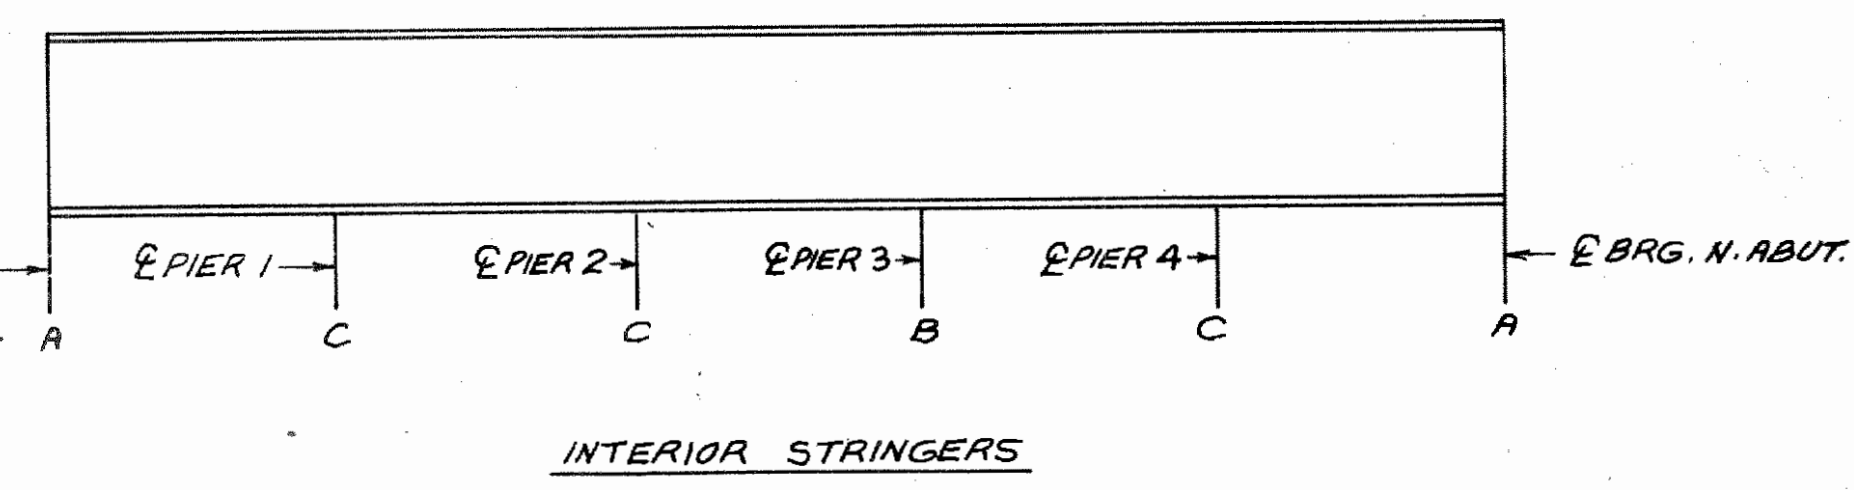 ℄ PIER 1 ℄ PIER 2 ℄ PIER 3 ℄ PIER 4 ℄ BRG. N. ABUT.
A C C B C A
INTERIOR STRINGERS